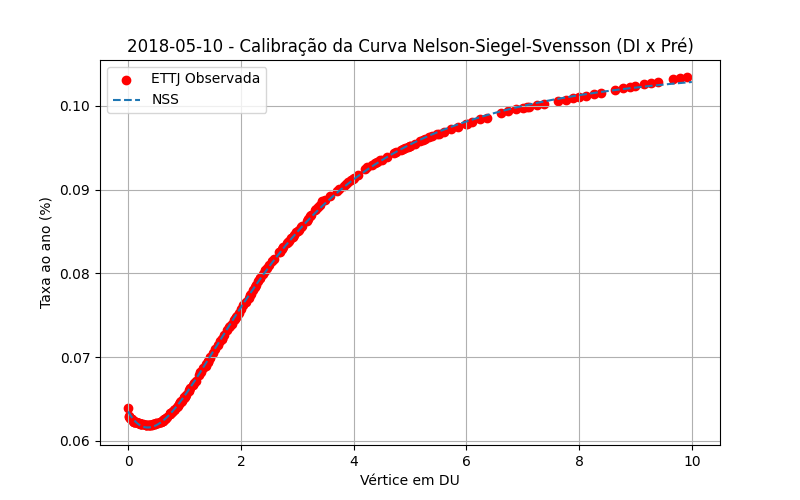 2018-05-10 - Calibração da Curva Nelson-Siegel-Svensson (DI x Pré)
ETTJ Observada
NSS
Taxa ao ano (%)
0.10
0.09
0.08
0.07
0.06
0 2 4 6 8 10
Vértice em DU